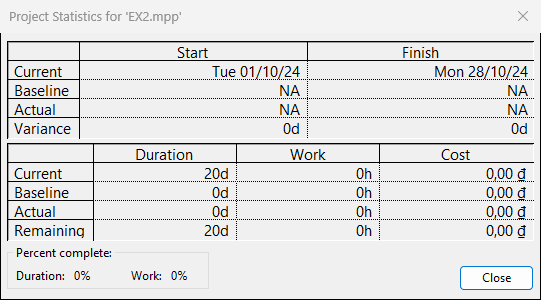 Project Statistics for 'EX2.mpp'
Start Finish
Current Tue 01/10/24 Mon 28/10/24
Baseline NA NA
Actual NA NA
Variance 0d 0d
Duration Work Cost
Current 20d 0h 0,00 ₫
Baseline 0d 0h 0,00 ₫
Actual 0d 0h 0,00 ₫
Remaining 20d 0h 0,00 ₫
Percent complete:
Duration: 0% Work: 0%
Close